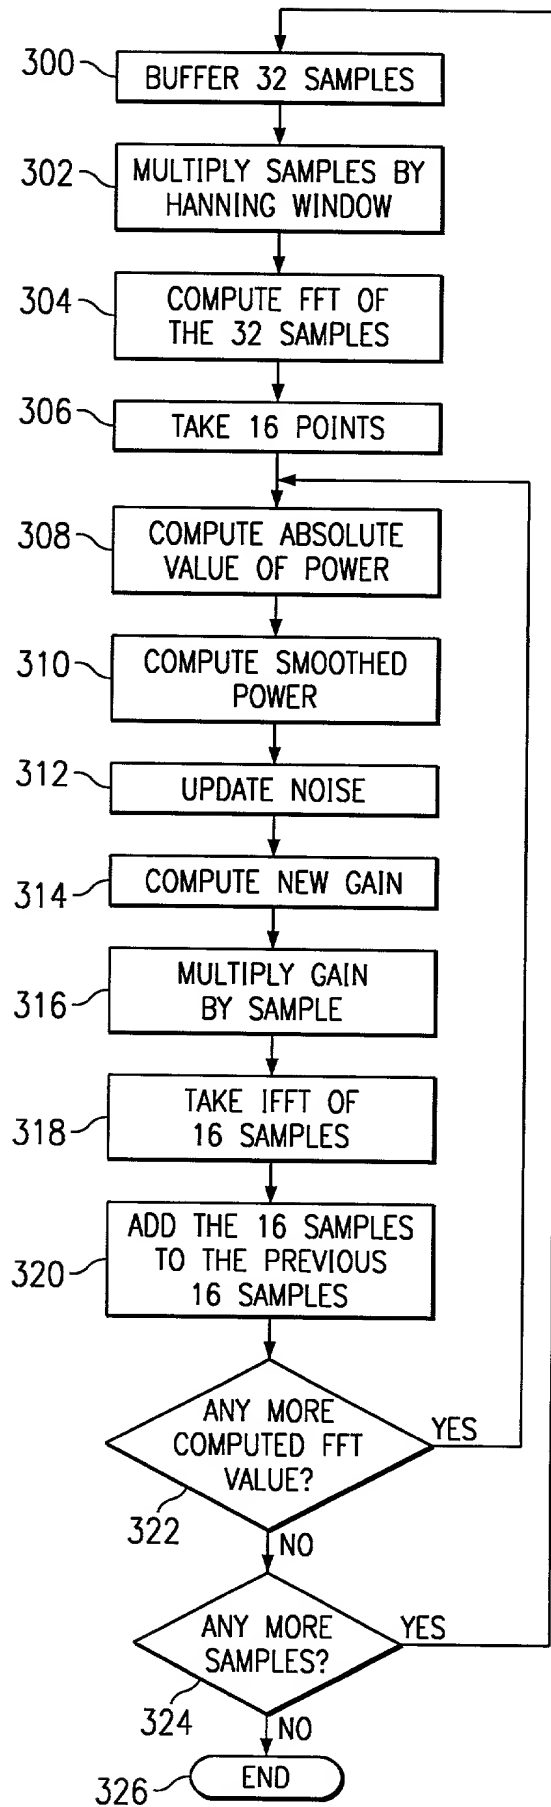 300
BUFFER 32 SAMPLES
302
MULTIPLY SAMPLES BY
HANNING WINDOW
304
COMPUTE FFT OF
THE 32 SAMPLES
306
TAKE 16 POINTS
308
COMPUTE ABSOLUTE
VALUE OF POWER
310
COMPUTE SMOOTHED
POWER
312
UPDATE NOISE
314
COMPUTE NEW GAIN
316
MULTIPLY GAIN
BY SAMPLE
318
TAKE IFFT OF
16 SAMPLES
320
ADD THE 16 SAMPLES
TO THE PREVIOUS
16 SAMPLES
ANY MORE
COMPUTED FFT
VALUE?
YES
322
NO
ANY MORE
SAMPLES?
YES
324
NO
326
END